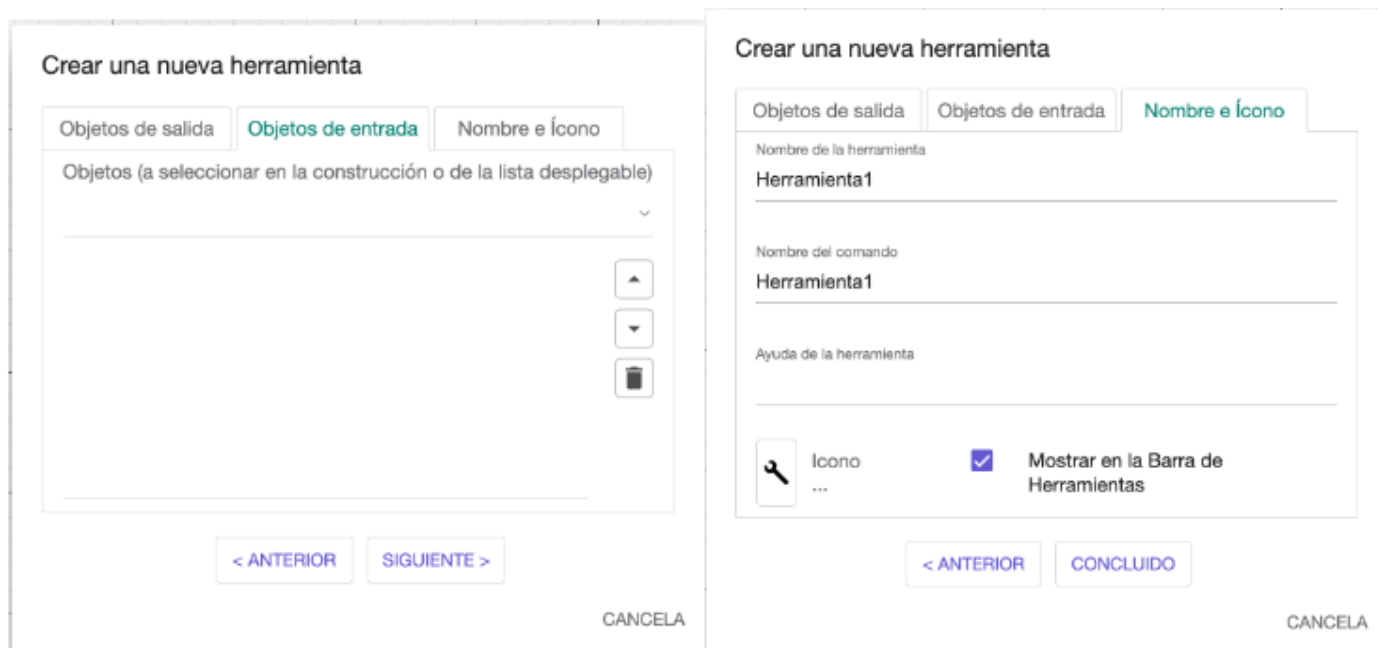 Crear una nueva herramienta
Objetos de salida
Objetos de entrada
Nombre e Ícono
Objetos (a seleccionar en la construcción o de la lista desplegable)
< ANTERIOR
SIGUIENTE >
CANCELA
Crear una nueva herramienta
Objetos de salida
Objetos de entrada
Nombre e Ícono
Nombre de la herramienta
Herramienta1
Nombre del comando
Herramienta1
Ayuda de la herramienta
Icono
...
Mostrar en la Barra de
Herramientas
< ANTERIOR
CONCLUIDO
CANCELA